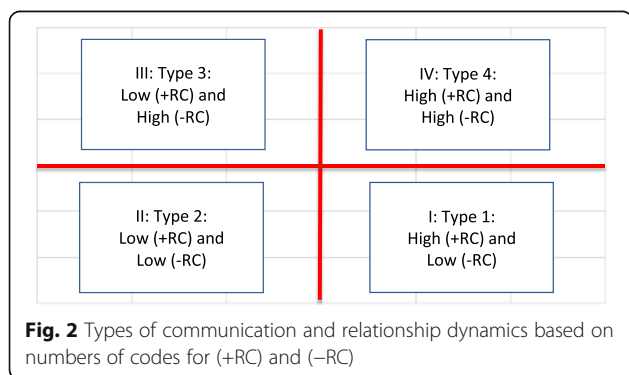 III: Type 3:
Low (+RC) and
High (-RC)
IV: Type 4:
High (+RC) and
High (-RC)
II: Type 2:
Low (+RC) and
Low (-RC)
I: Type 1:
High (+RC) and
Low (-RC)
Fig. 2 Types of communication and relationship dynamics based on
numbers of codes for (+RC) and (−RC)